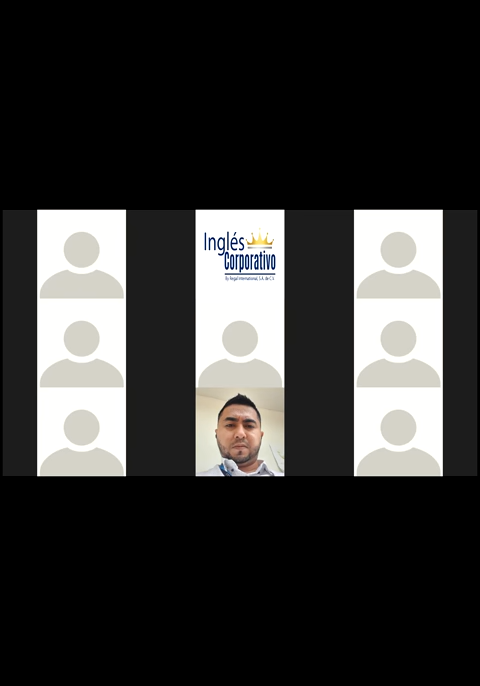 Inglés
Corporativo
By Regal International, S.A. de C.V.